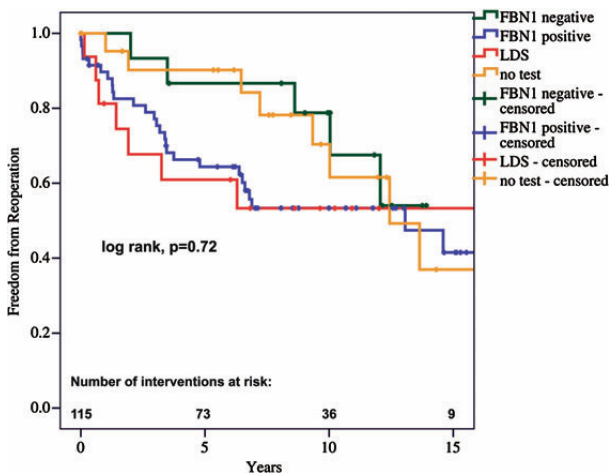 FBN1 negative
FBN1 positive
LDS
no test
FBN1 negative -
censored
FBN1 positive -
censored
LDS - censored
no test - censored
Freedom from Reoperation
1.0
0.8
0.6
0.4
0.2
0.0
log rank, p=0.72
Number of interventions at risk:
115 73 36 9
0 5 10 15
Years